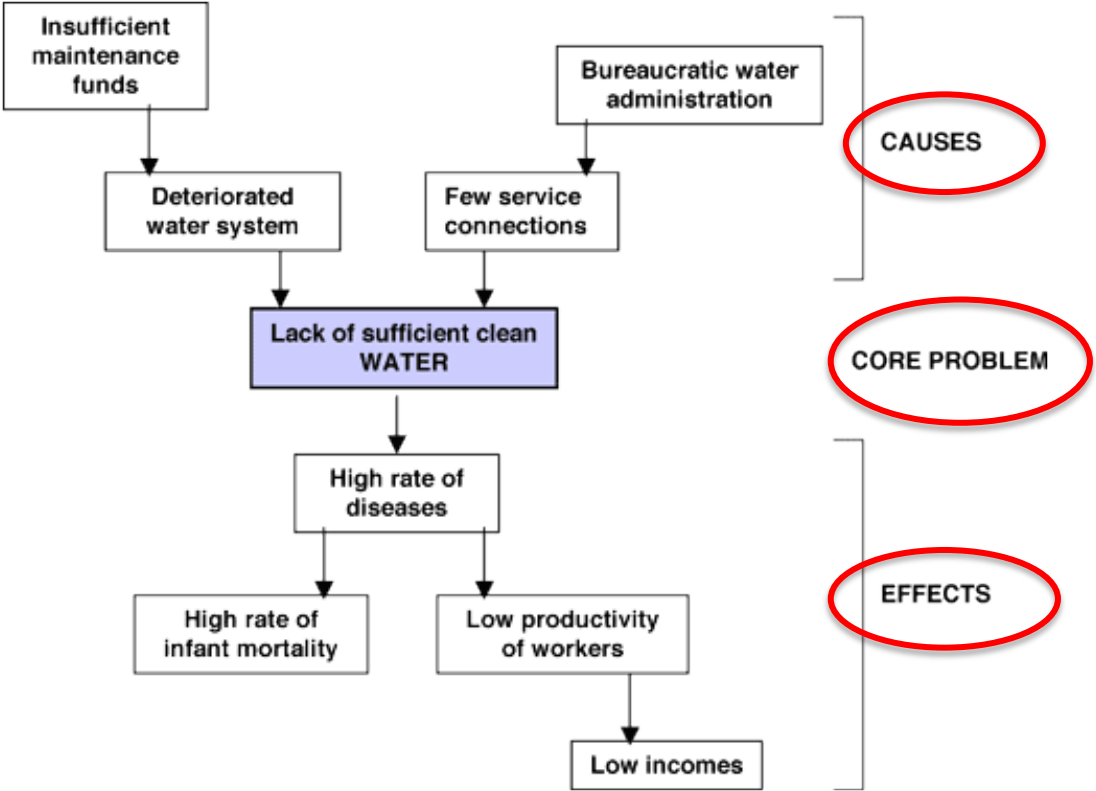 Insufficient
maintenance
funds
Bureaucratic water
administration
CAUSES
Deteriorated
water system
Few service
connections
Lack of sufficient clean
WATER
CORE PROBLEM
High rate of
diseases
High rate of
infant mortality
Low productivity
of workers
EFFECTS
Low incomes